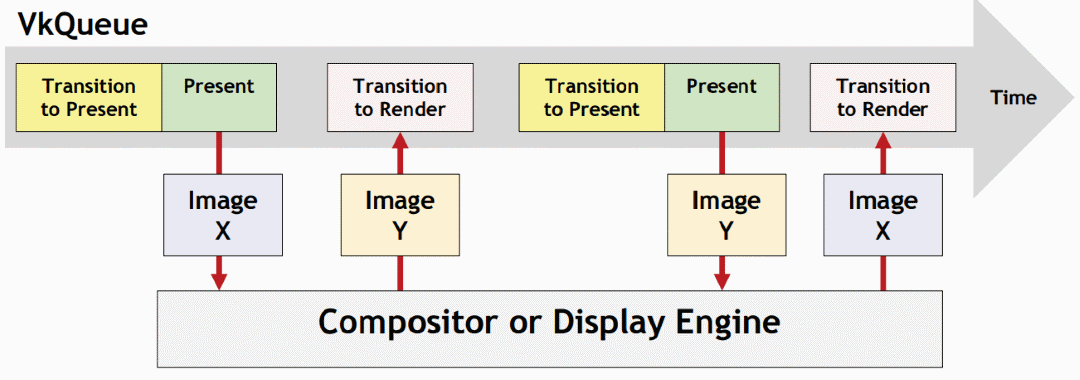 VkQueue
Transition
to Present
Present
Transition
to Render
Transition
to Present
Present
Transition
to Render
Time
Image
X
Image
Y
Image
Y
Image
X
Compositor or Display Engine